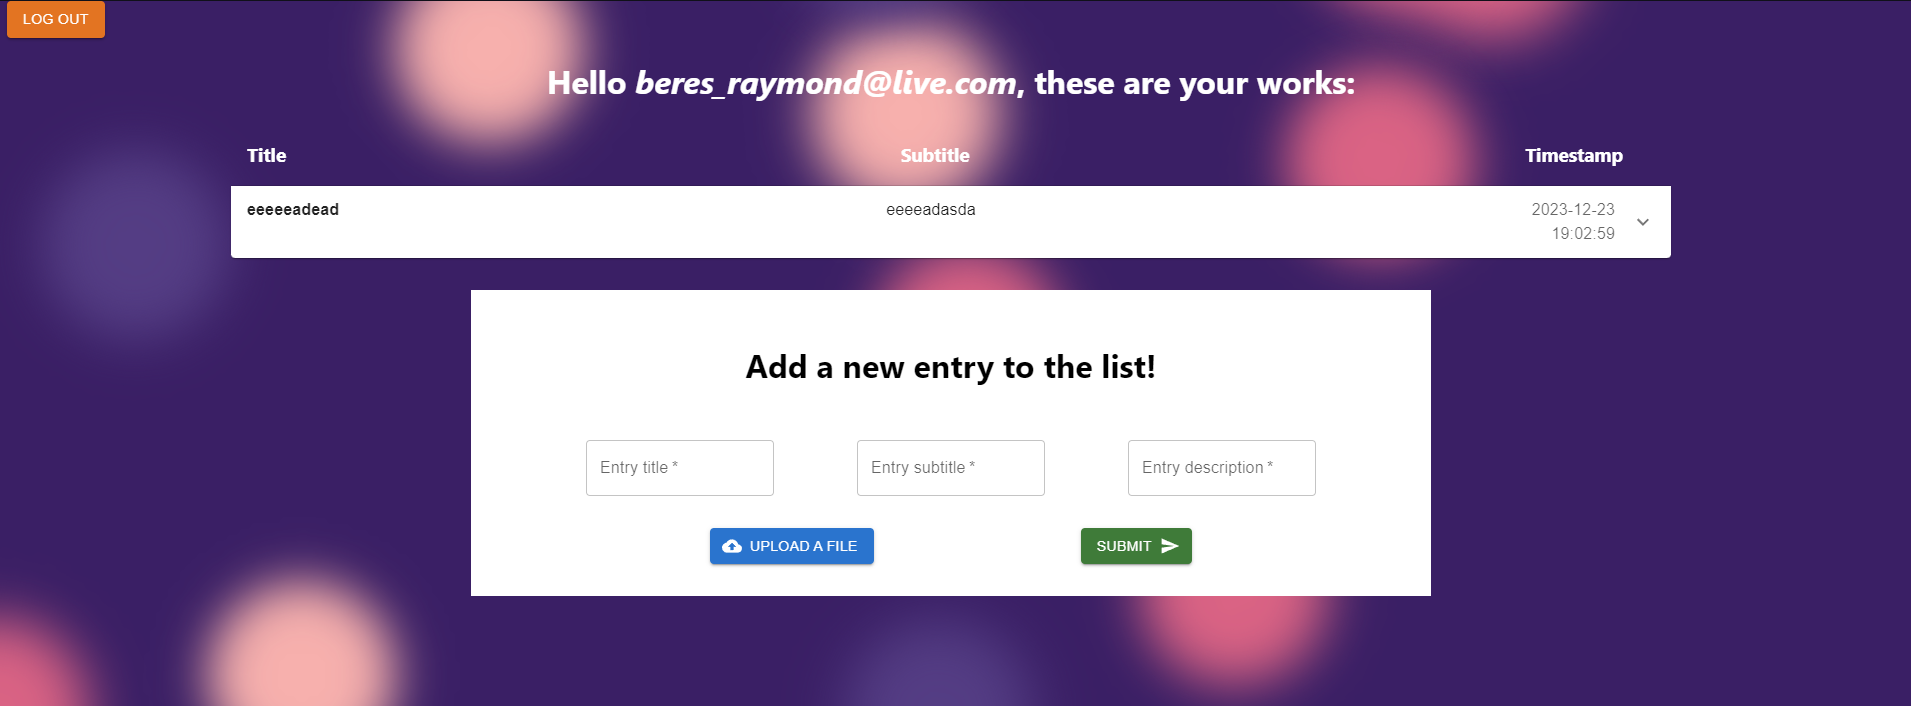 LOG OUT
Hello beres_raymond@live.com, these are your works:
Title Subtitle Timestamp
eeeeeadead eeeeadasda 2023-12-23
19:02:59
Add a new entry to the list!
Entry title * Entry subtitle * Entry description *
UPLOAD A FILE SUBMIT